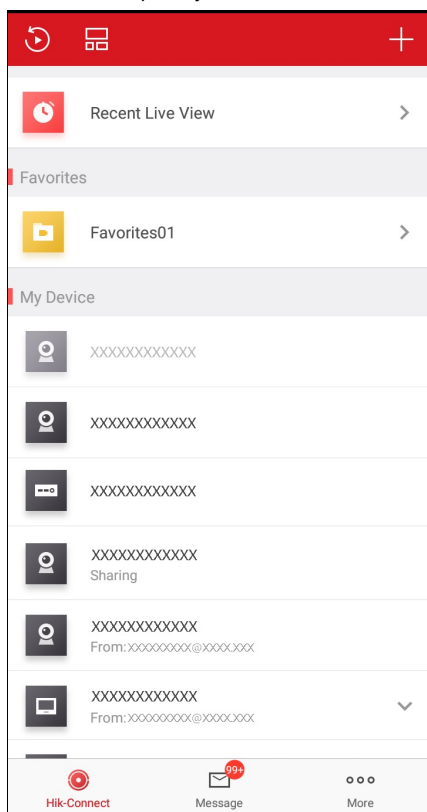 Recent Live View
Favorites
Favorites01
My Device
XXXXXXXXXXXX
XXXXXXXXXXXX
XXXXXXXXXXXX
XXXXXXXXXXXX
Sharing
XXXXXXXXXXXX
From:XXXXXXXXX@XXXX.XXX
XXXXXXXXXXXX
From:XXXXXXXXX@XXXX.XXX
99+
Hik-Connect
Message
More